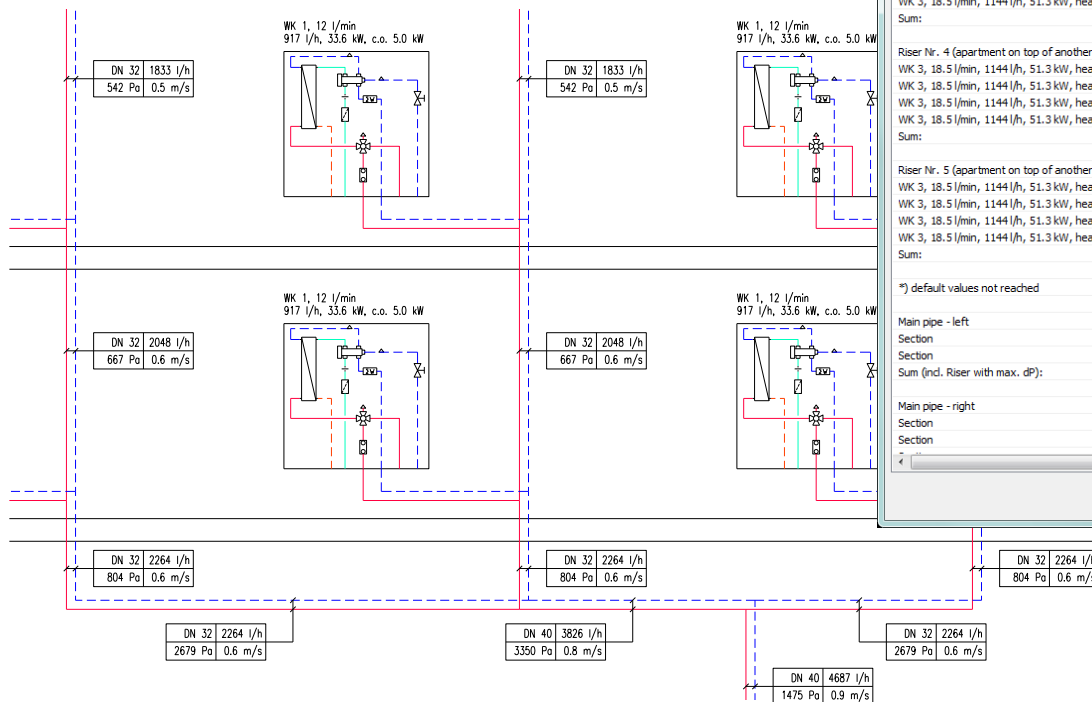 WK 1, 12 l/min
917 l/h, 33.6 kW, c.o. 5.0 kW
WK 1, 12 l/min
917 l/h, 33.6 kW, c.o. 5.0 kW
DN 32 1833 l/h
542 Pa 0.5 m/s
DN 32 1833 l/h
542 Pa 0.5 m/s
WK 1, 12 l/min
917 l/h, 33.6 kW, c.o. 5.0 kW
WK 1, 12 l/min
917 l/h, 33.6 kW, c.o. 5.0 kW
DN 32 2048 l/h
667 Pa 0.6 m/s
DN 32 2048 l/h
667 Pa 0.6 m/s
DN 32 2264 l/h
804 Pa 0.6 m/s
DN 32 2264 l/h
804 Pa 0.6 m/s
DN 32 2264 l/h
804 Pa 0.6 m/s
DN 32 2264 l/h
2679 Pa 0.6 m/s
DN 40 3826 l/h
3350 Pa 0.8 m/s
DN 32 2264 l/h
2679 Pa 0.6 m/s
DN 40 4687 l/h
1475 Pa 0.9 m/s
WK 3, 18.5 l/min, 1144 l/h, 51.3 kW, hea
Sum:
Riser Nr. 4 (apartment on top of another
WK 3, 18.5 l/min, 1144 l/h, 51.3 kW, hea
WK 3, 18.5 l/min, 1144 l/h, 51.3 kW, hea
WK 3, 18.5 l/min, 1144 l/h, 51.3 kW, hea
WK 3, 18.5 l/min, 1144 l/h, 51.3 kW, hea
Sum:
Riser Nr. 5 (apartment on top of another
WK 3, 18.5 l/min, 1144 l/h, 51.3 kW, hea
WK 3, 18.5 l/min, 1144 l/h, 51.3 kW, hea
WK 3, 18.5 l/min, 1144 l/h, 51.3 kW, hea
WK 3, 18.5 l/min, 1144 l/h, 51.3 kW, hea
Sum:
*) default values not reached
Main pipe - left
Section
Section
Sum (incl. Riser with max. dP):
Main pipe - right
Section
Section